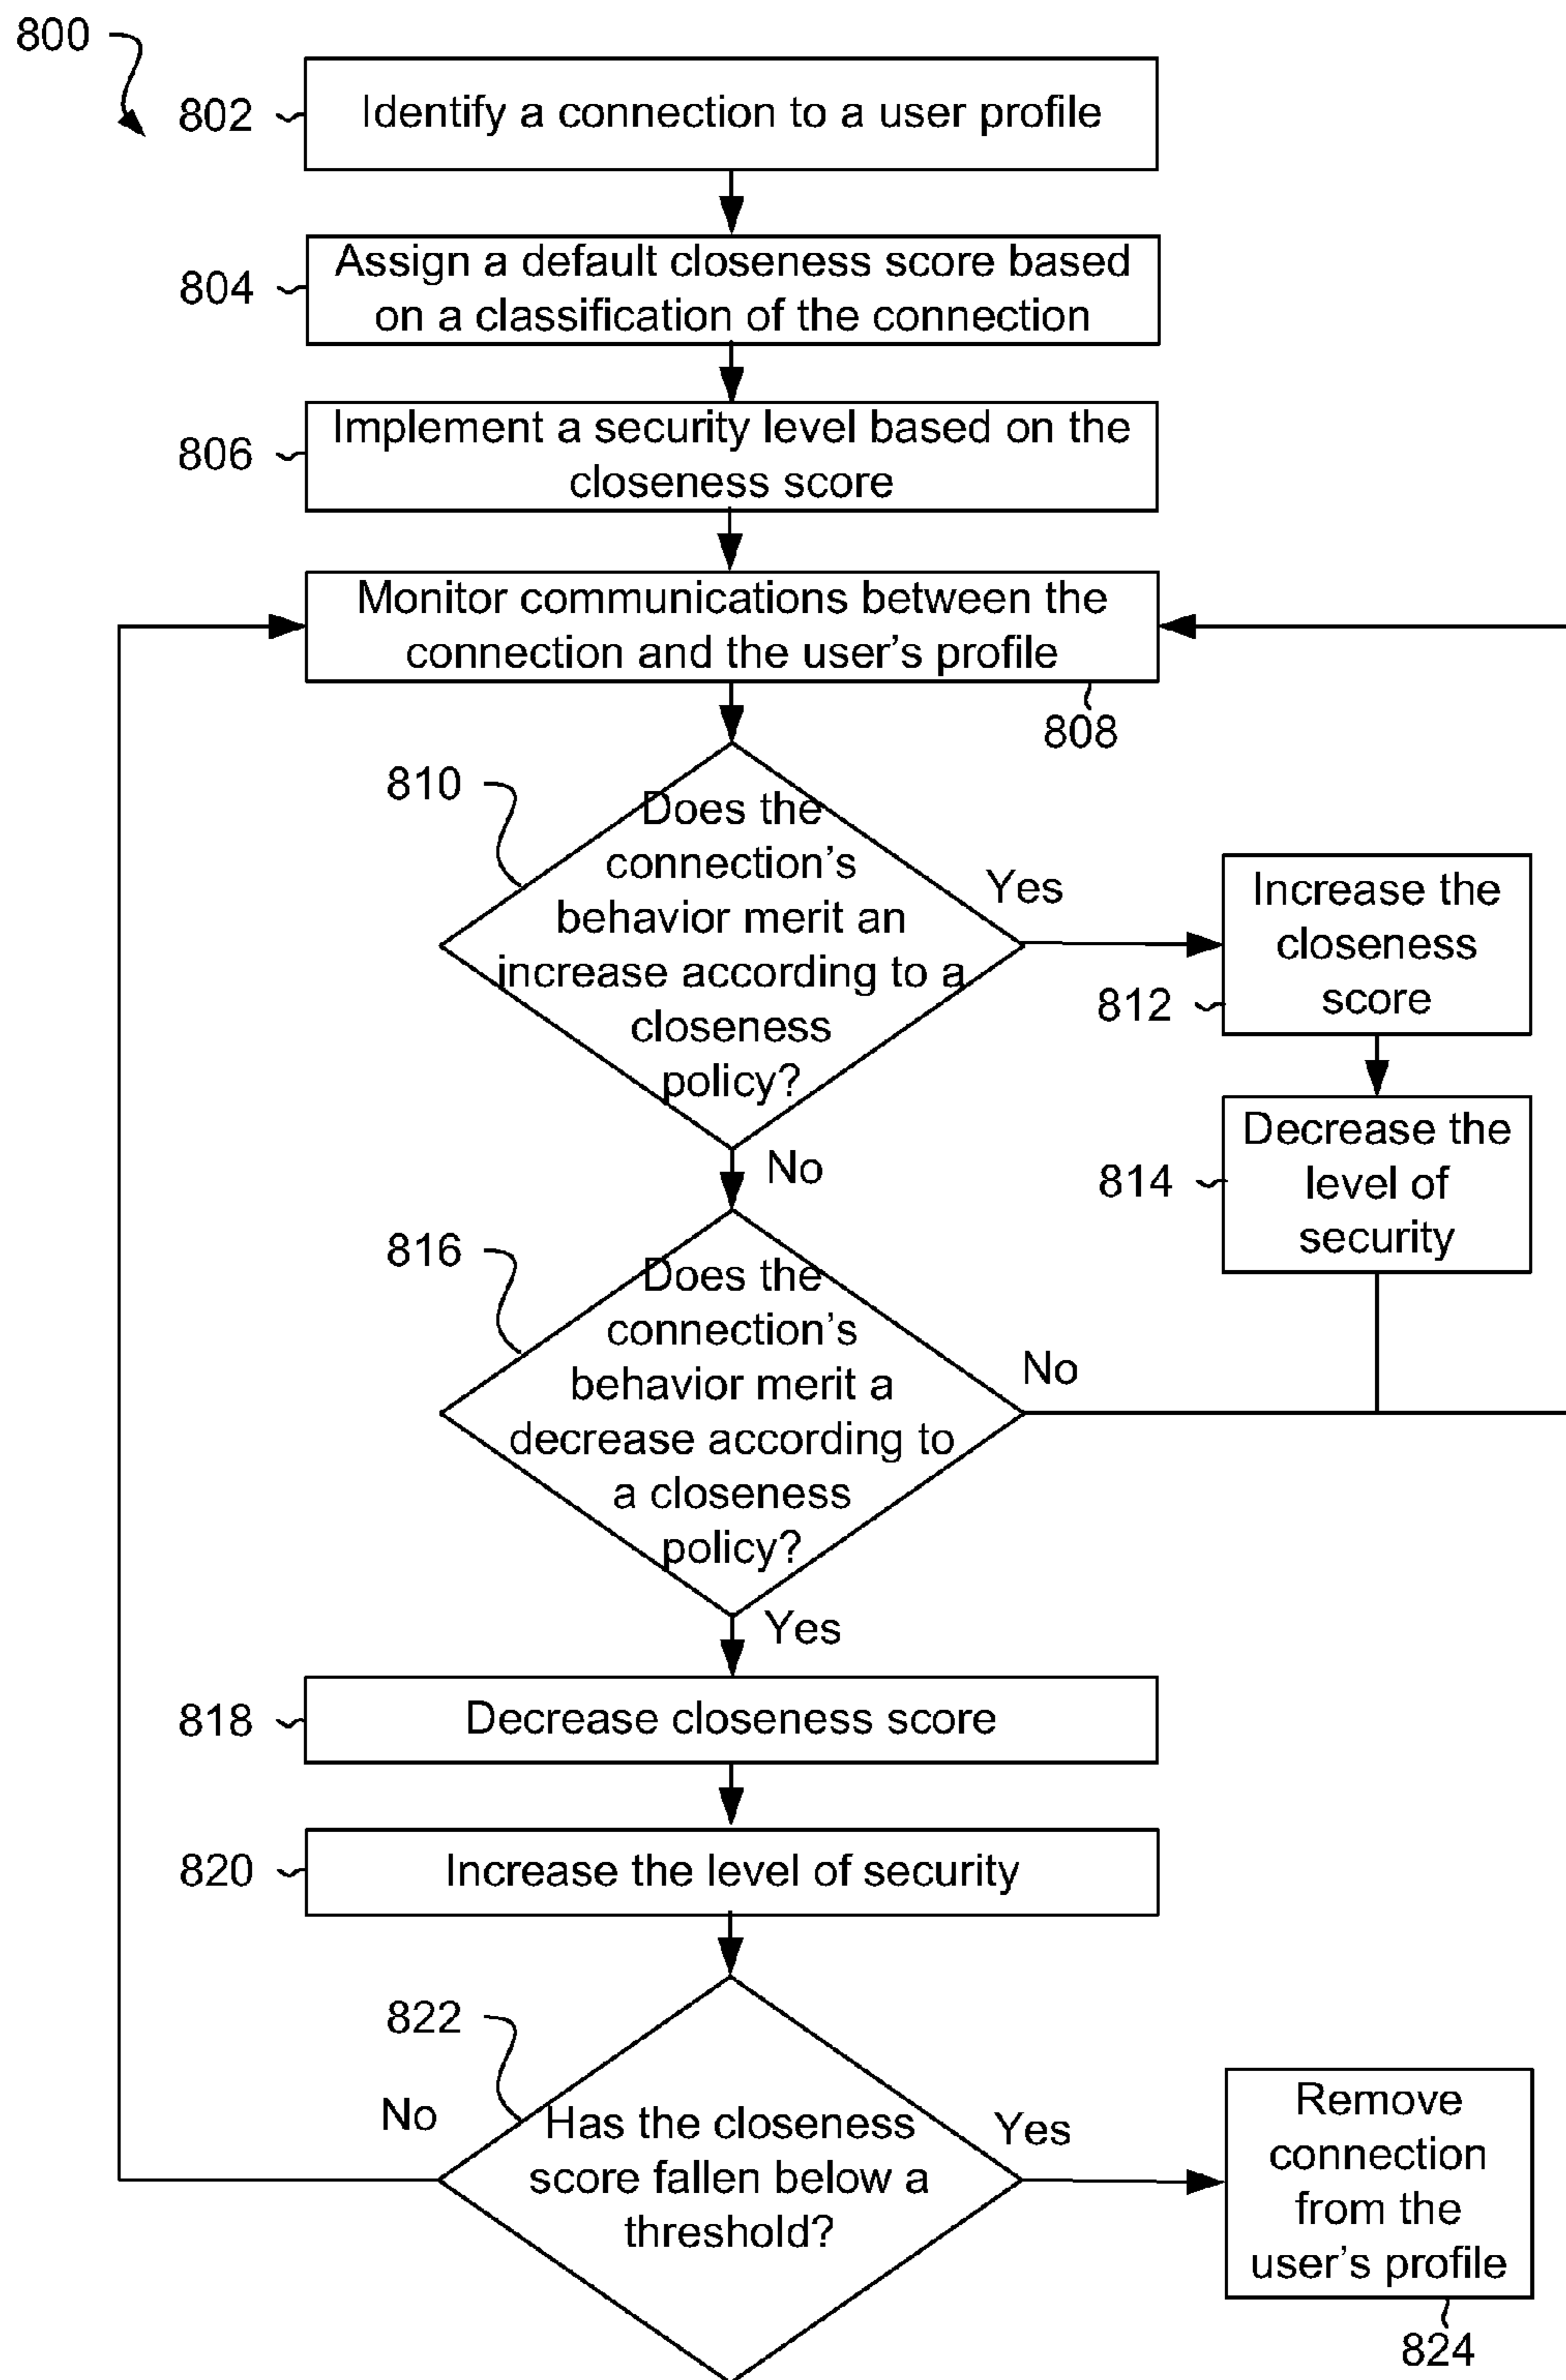 800
802
Identify a connection to a user profile
804
Assign a default closeness score based
on a classification of the connection
806
Implement a security level based on the
closeness score
Monitor communications between the
connection and the user’s profile
808
810
Does the
connection’s
behavior merit an
increase according to a
closeness
policy?
Yes
Increase the
closeness
score
812
No
Decrease the
level of
security
814
816
Does the
connection’s
behavior merit a
decrease according to
a closeness
policy?
No
Yes
818
Decrease closeness score
820
Increase the level of security
822
No
Has the closeness
score fallen below a
threshold?
Yes
Remove
connection
from the
user’s profile
824